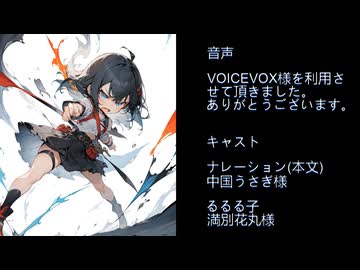 音声
VOICEVOX様を利用さ
せて頂きました。
ありがとうございます。
キャスト
ナレーション(本文)
中国うさぎ様
るるる子
満別花丸様